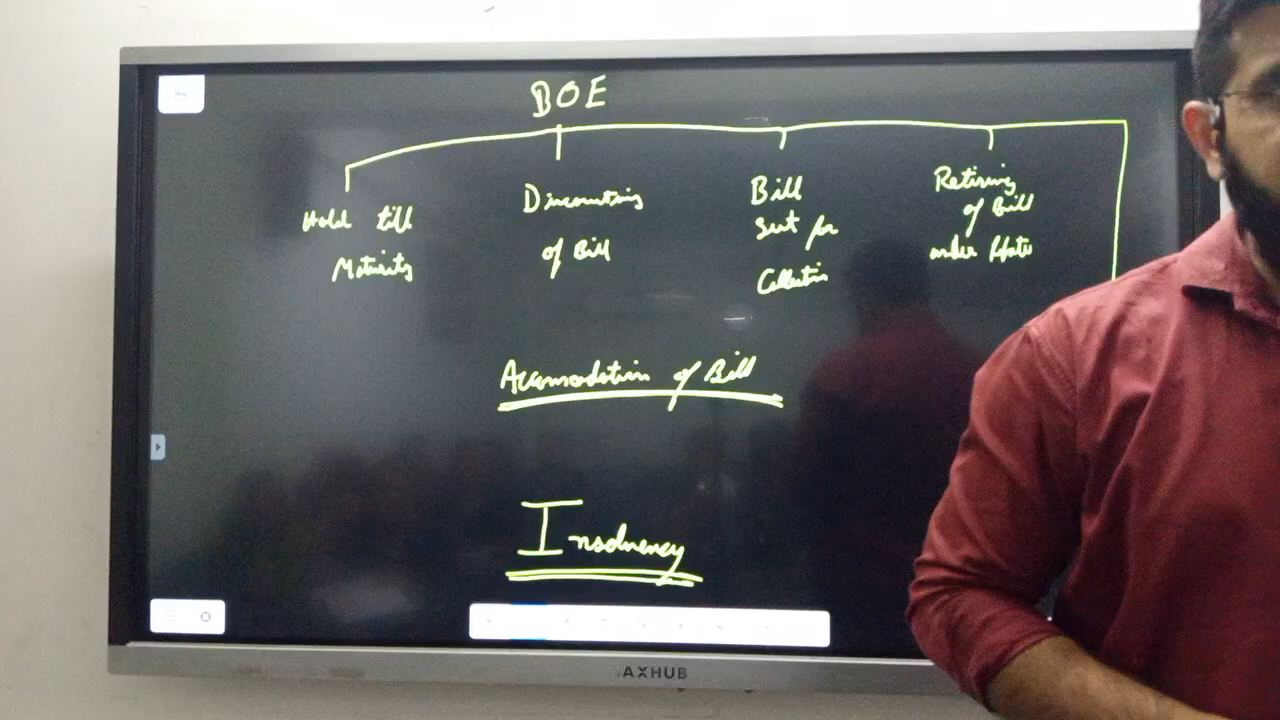 BOE
Hold till
Maturity
Discounting
of Bill
Bill
Sent for
Collection
Retiring
of Bill
under Rebate
Accomodation of Bill
Insolvency
AXHUB